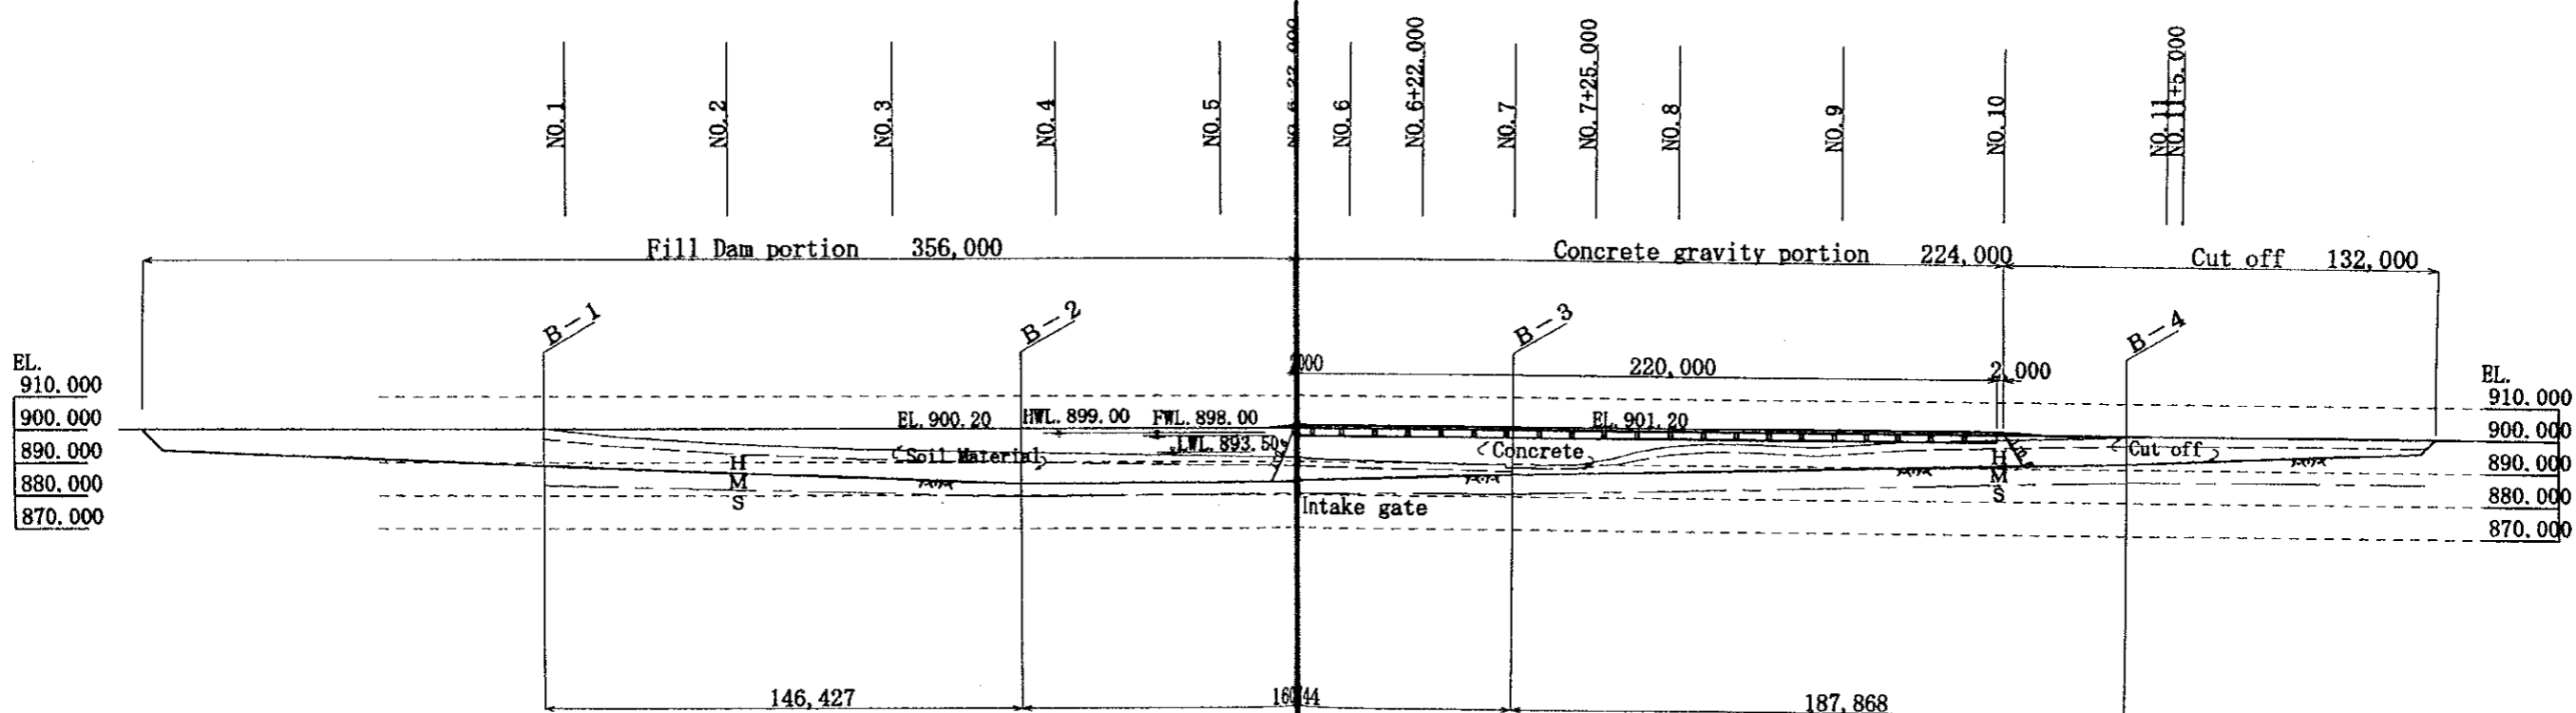 NO.1
NO.2
NO.3
NO.4
NO.5
NO.6
NO.6+22.000
NO.7
NO.7+25.000
NO.8
NO.9
NO.10
NO.11
NO.11+5.000
Fill Dam portion 356,000
Concrete gravity portion 224,000
Cut off 132,000
B-1
B-2
B-3
B-4
220,000
2,000
EL.
910.000
900.000
890.000
880.000
870.000
EL.900.20
HWL.899.00
FWL.898.00
LWL.893.50
EL.901.20
Soil Material
Concrete
Cut off
H
M
S
H
M
S
Intake gate
EL.
910.000
900.000
890.000
880.000
870.000
146,427
187,868